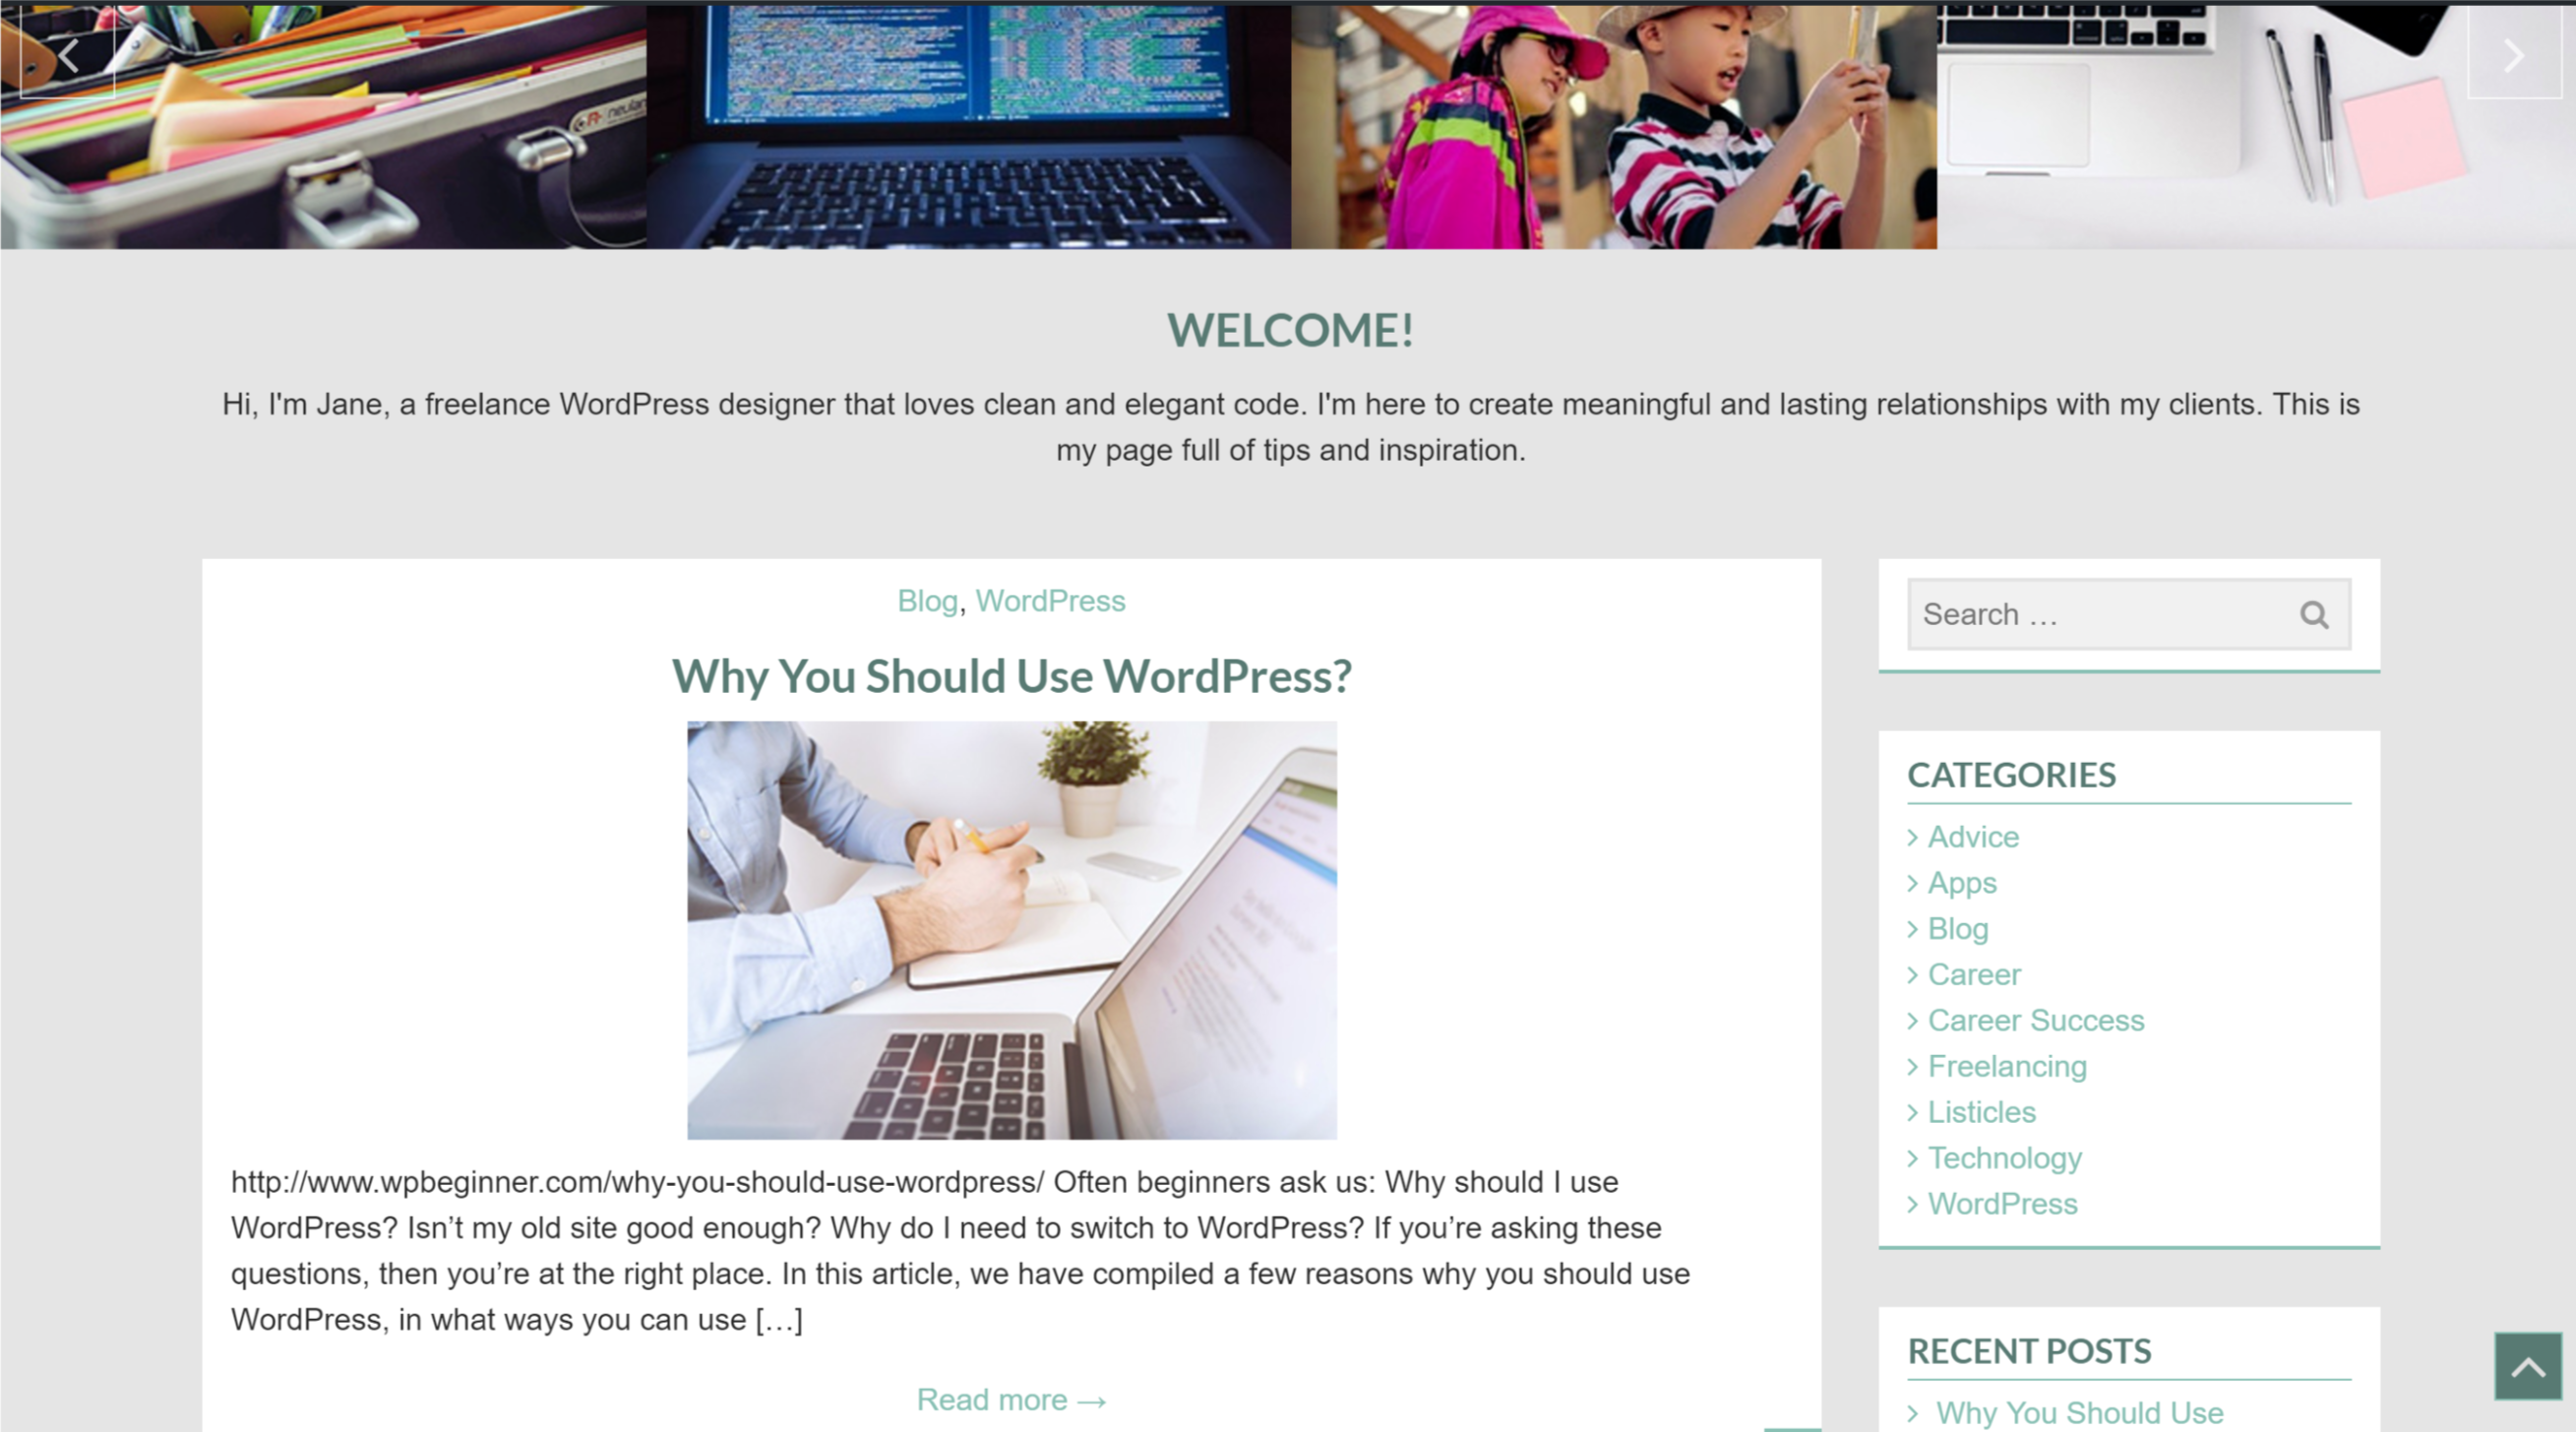 WELCOME!
Hi, I'm Jane, a freelance WordPress designer that loves clean and elegant code. I'm here to create meaningful and lasting relationships with my clients. This is
my page full of tips and inspiration.
Blog, WordPress
Why You Should Use WordPress?
http://www.wpbeginner.com/why-you-should-use-wordpress/ Often beginners ask us: Why should I use
WordPress? Isn’t my old site good enough? Why do I need to switch to WordPress? If you’re asking these
questions, then you’re at the right place. In this article, we have compiled a few reasons why you should use
WordPress, in what ways you can use […]
Read more →
Search …
CATEGORIES
Advice
Apps
Blog
Career
Career Success
Freelancing
Listicles
Technology
WordPress
RECENT POSTS
Why You Should Use